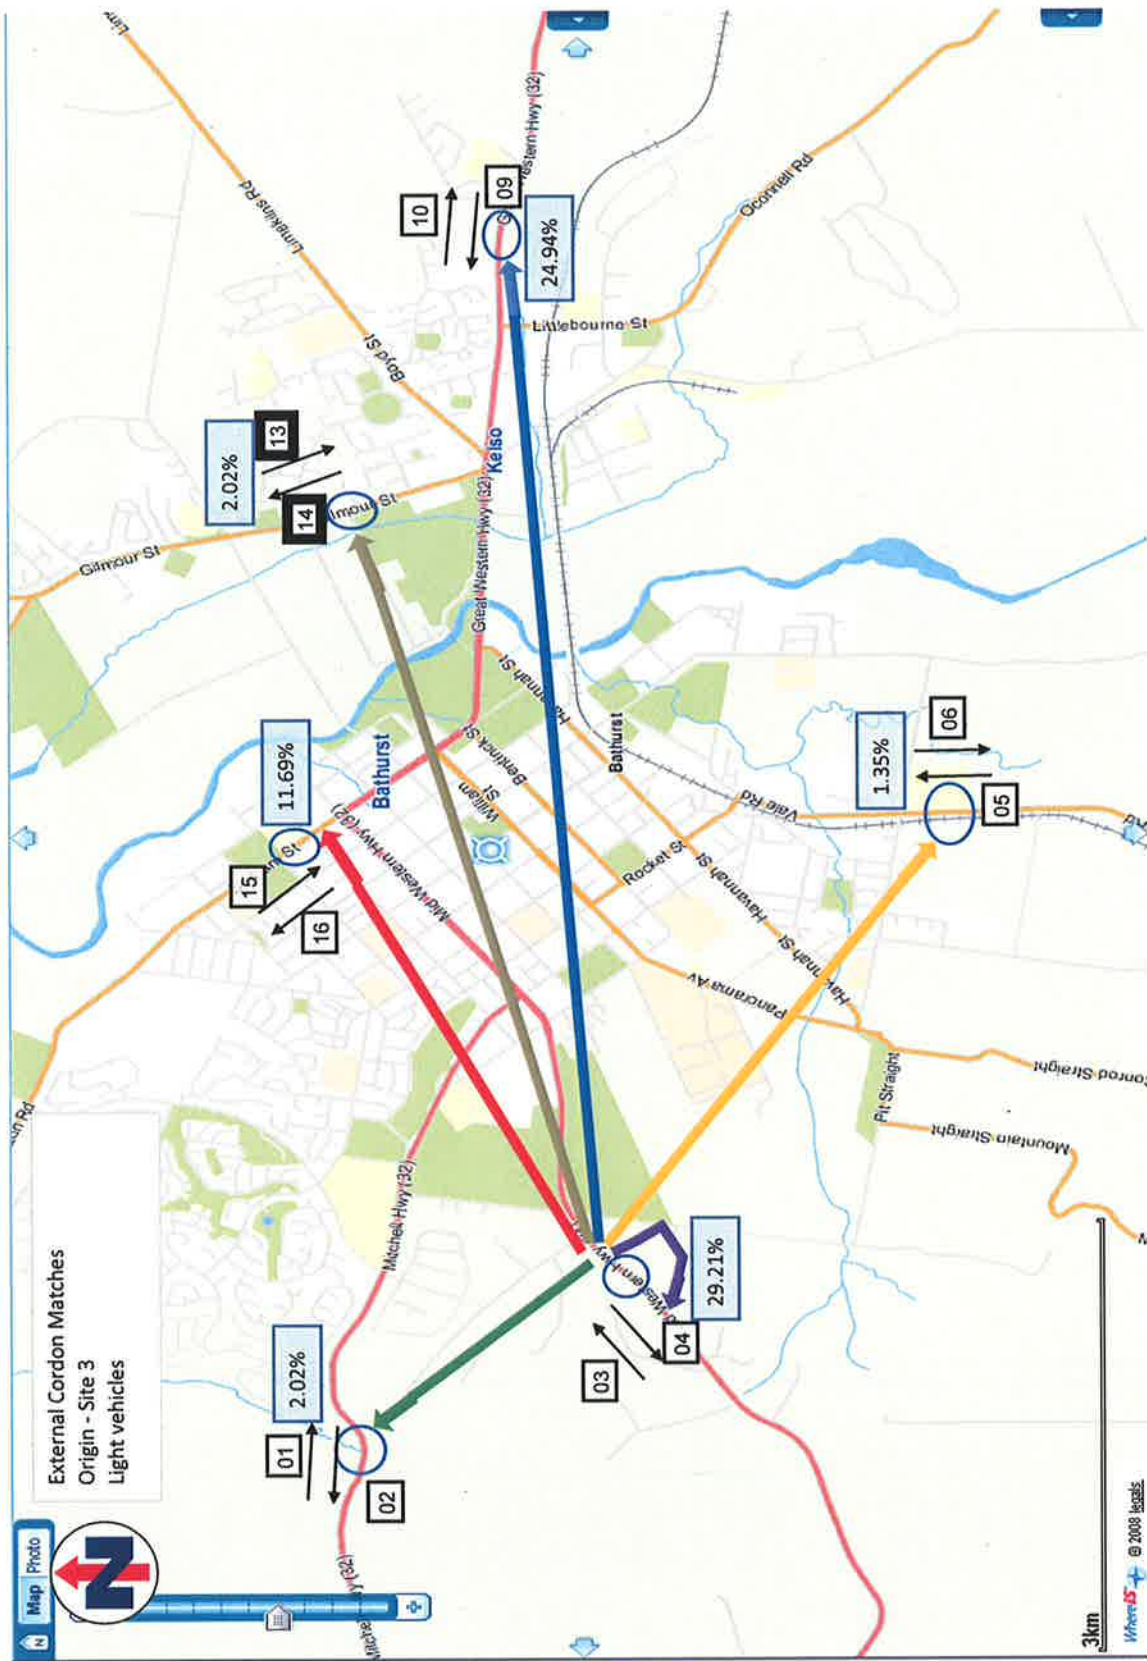 Map
Photo
N
N
External Cordon Matches
Origin - Site 3
Light vehicles
Limekilns Rd
Boyd St
Gilmour St
2.02%
13
14
10
09
24.94%
Great Western Hwy (32)
Kelso
Littlebourne St
Oconnell Rd
11.69%
15
16
Bathurst
Mid Western Hwy (32)
William St
Bentinck St
Bathurst
Rocket St
Vale Rd
Havannah St
Havannah St
Panorama Av
1.35%
06
05
Pit Straight
Conrod Straight
Mountain Straight
Mitchell Hwy (32)
2.02%
01
02
03
04
29.21%
3km
Whereis
© 2008 legals